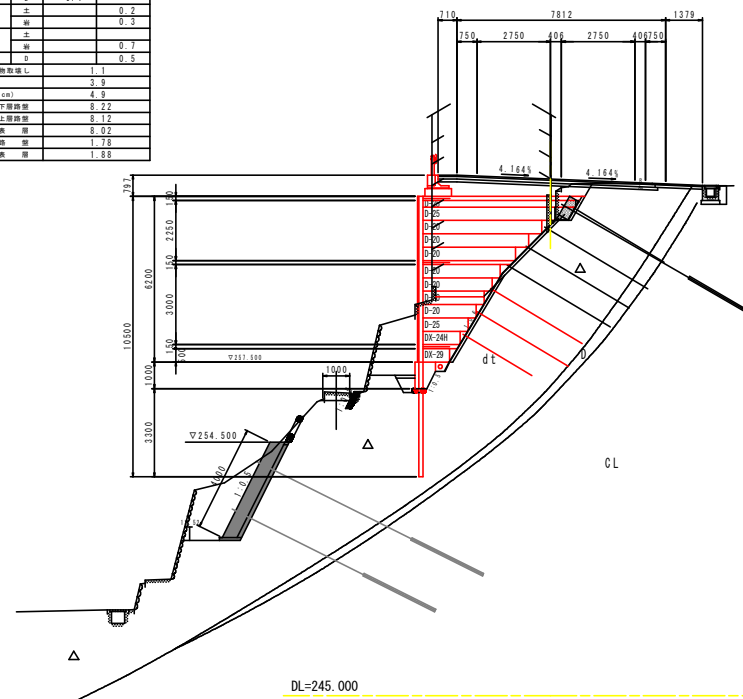 土 0.2
岩 0.3
土
岩 0.7
D 0.5
物取壊し 1.1
3.9
cm) 4.9
下層路盤 8.22
上層路盤 8.12
表 層 8.02
路 盤 1.78
表 層 1.88
710 7812 1379
750 2750 406 2750 406 750
4.164% 4.164%
797
150
2250
150
3000
150
6200
10500
1000
3300
D-25
D-20
D-20
D-20
D-20
D-25
DX-24H
DX-29
▽257.500
1000
▽254.500
4000
1:0.5
1:0.5
dt
D
CL
DL=245.000